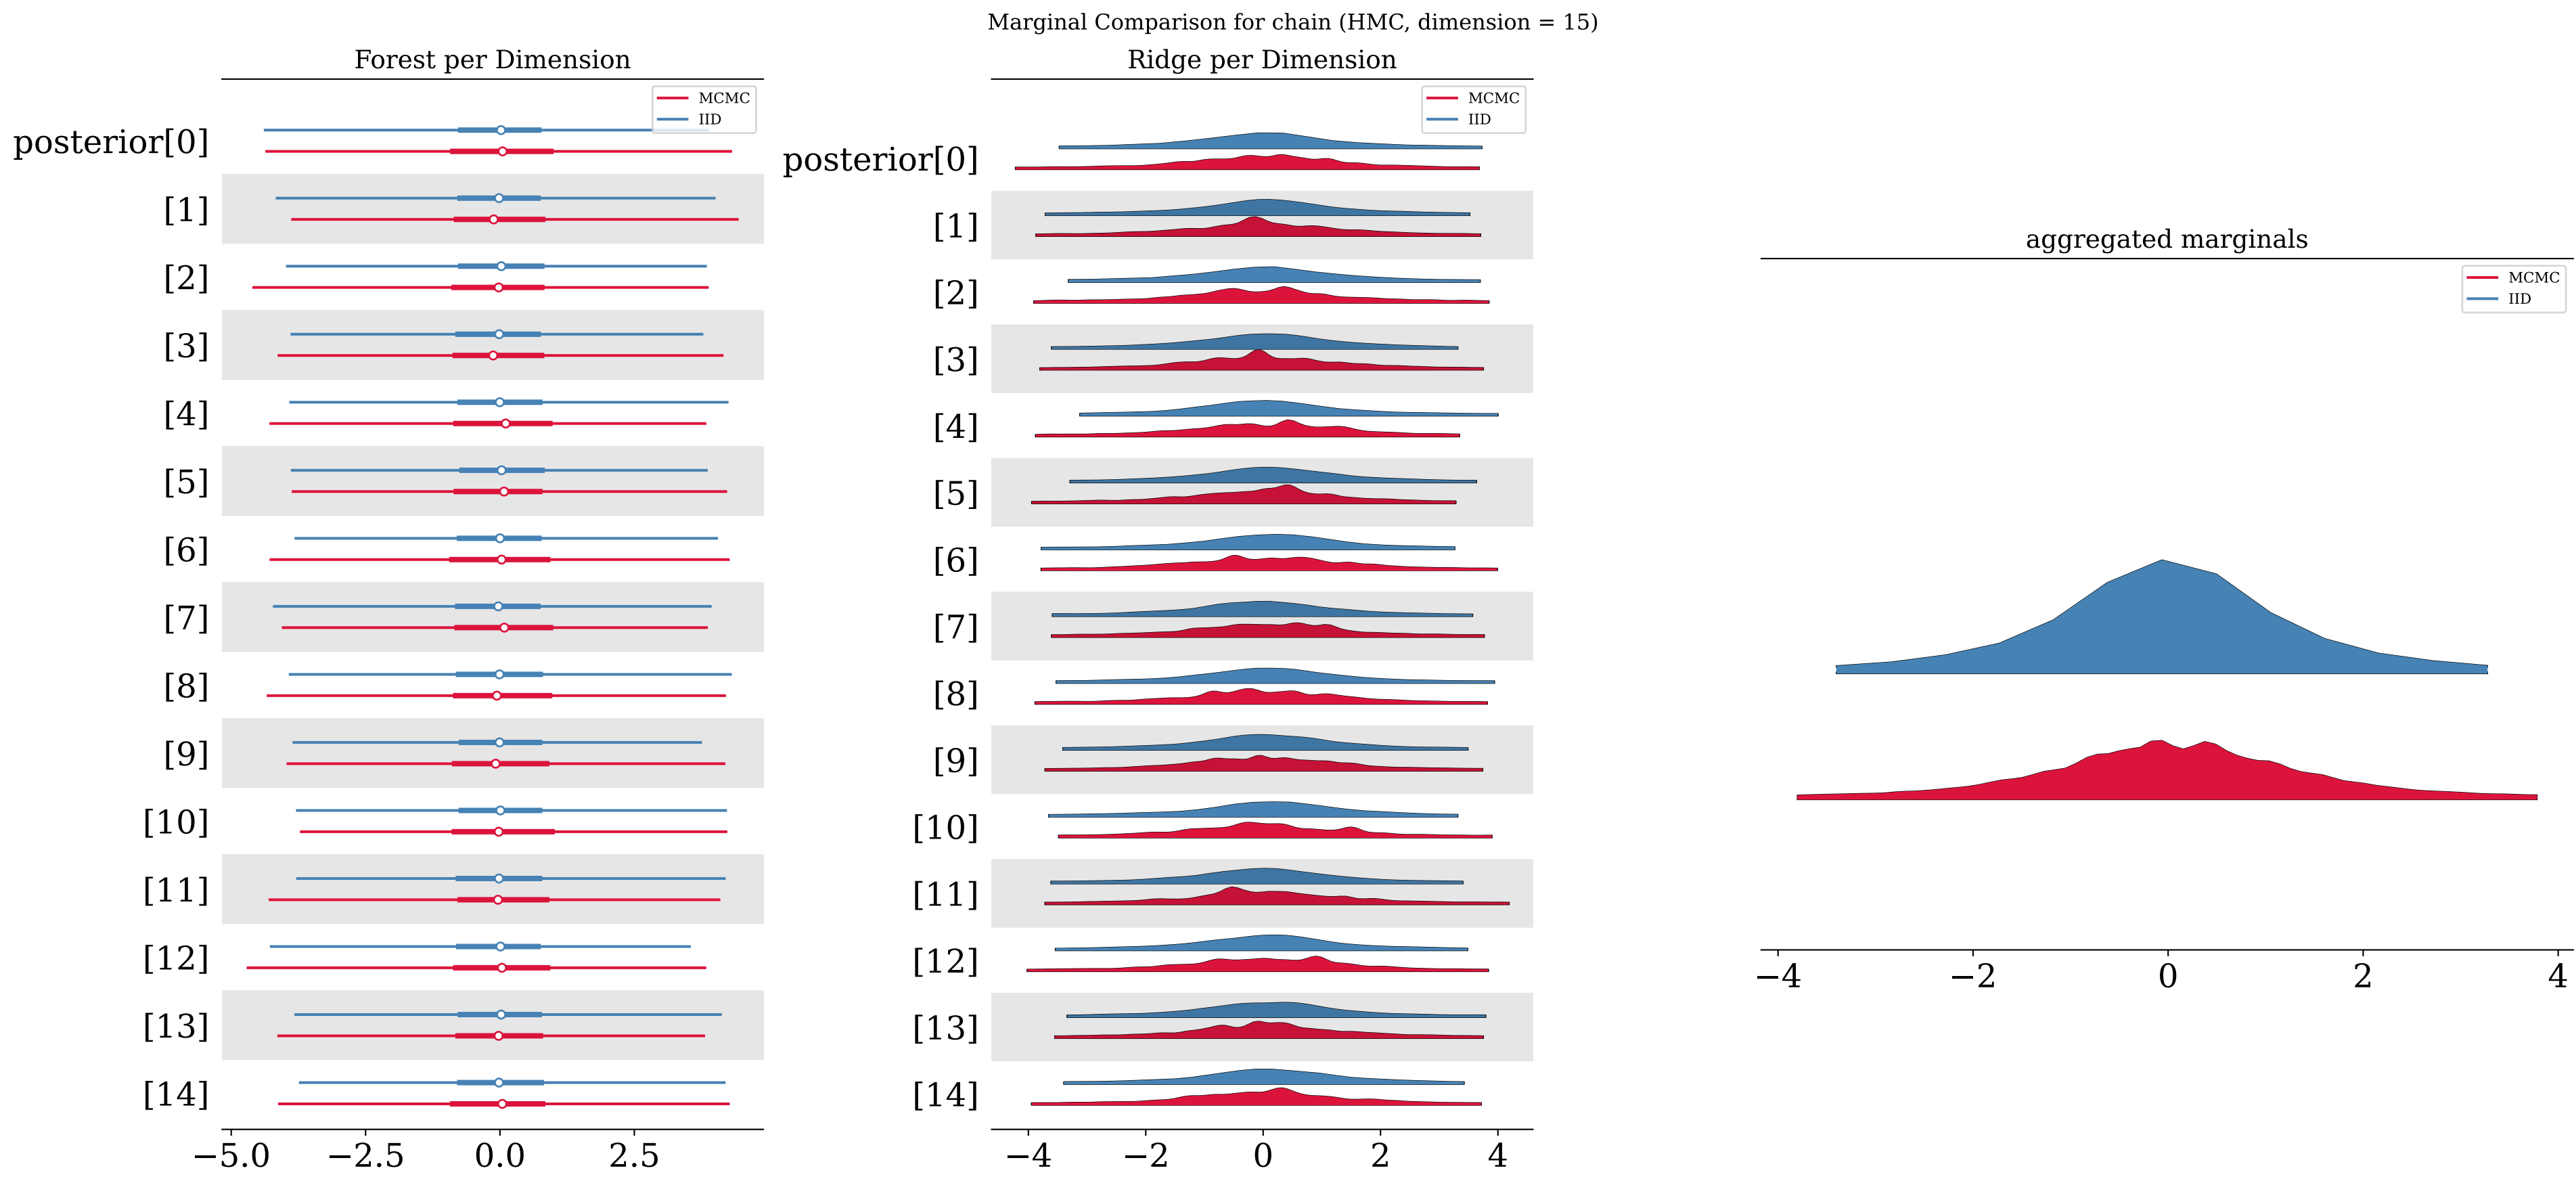 Marginal Comparison for chain (HMC, dimension = 15)
Forest per Dimension
MCMC
IID
posterior[0]
[1]
[2]
[3]
[4]
[5]
[6]
[7]
[8]
[9]
[10]
[11]
[12]
[13]
[14]
−5.0 −2.5 0.0 2.5
Ridge per Dimension
MCMC
IID
posterior[0]
[1]
[2]
[3]
[4]
[5]
[6]
[7]
[8]
[9]
[10]
[11]
[12]
[13]
[14]
−4 −2 0 2 4
aggregated marginals
MCMC
IID
−4 −2 0 2 4